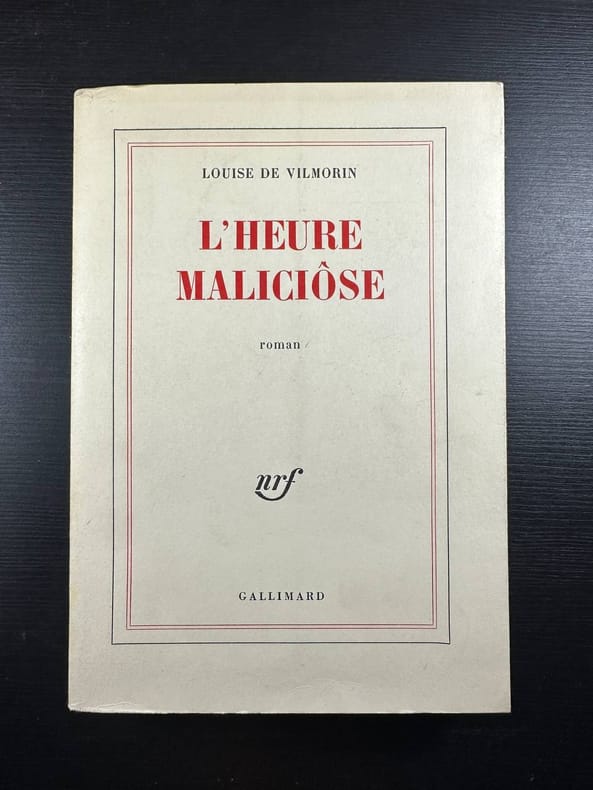 LOUISE DE VILMORIN
L'HEURE
MALICIÔSE
roman
nrf
GALLIMARD